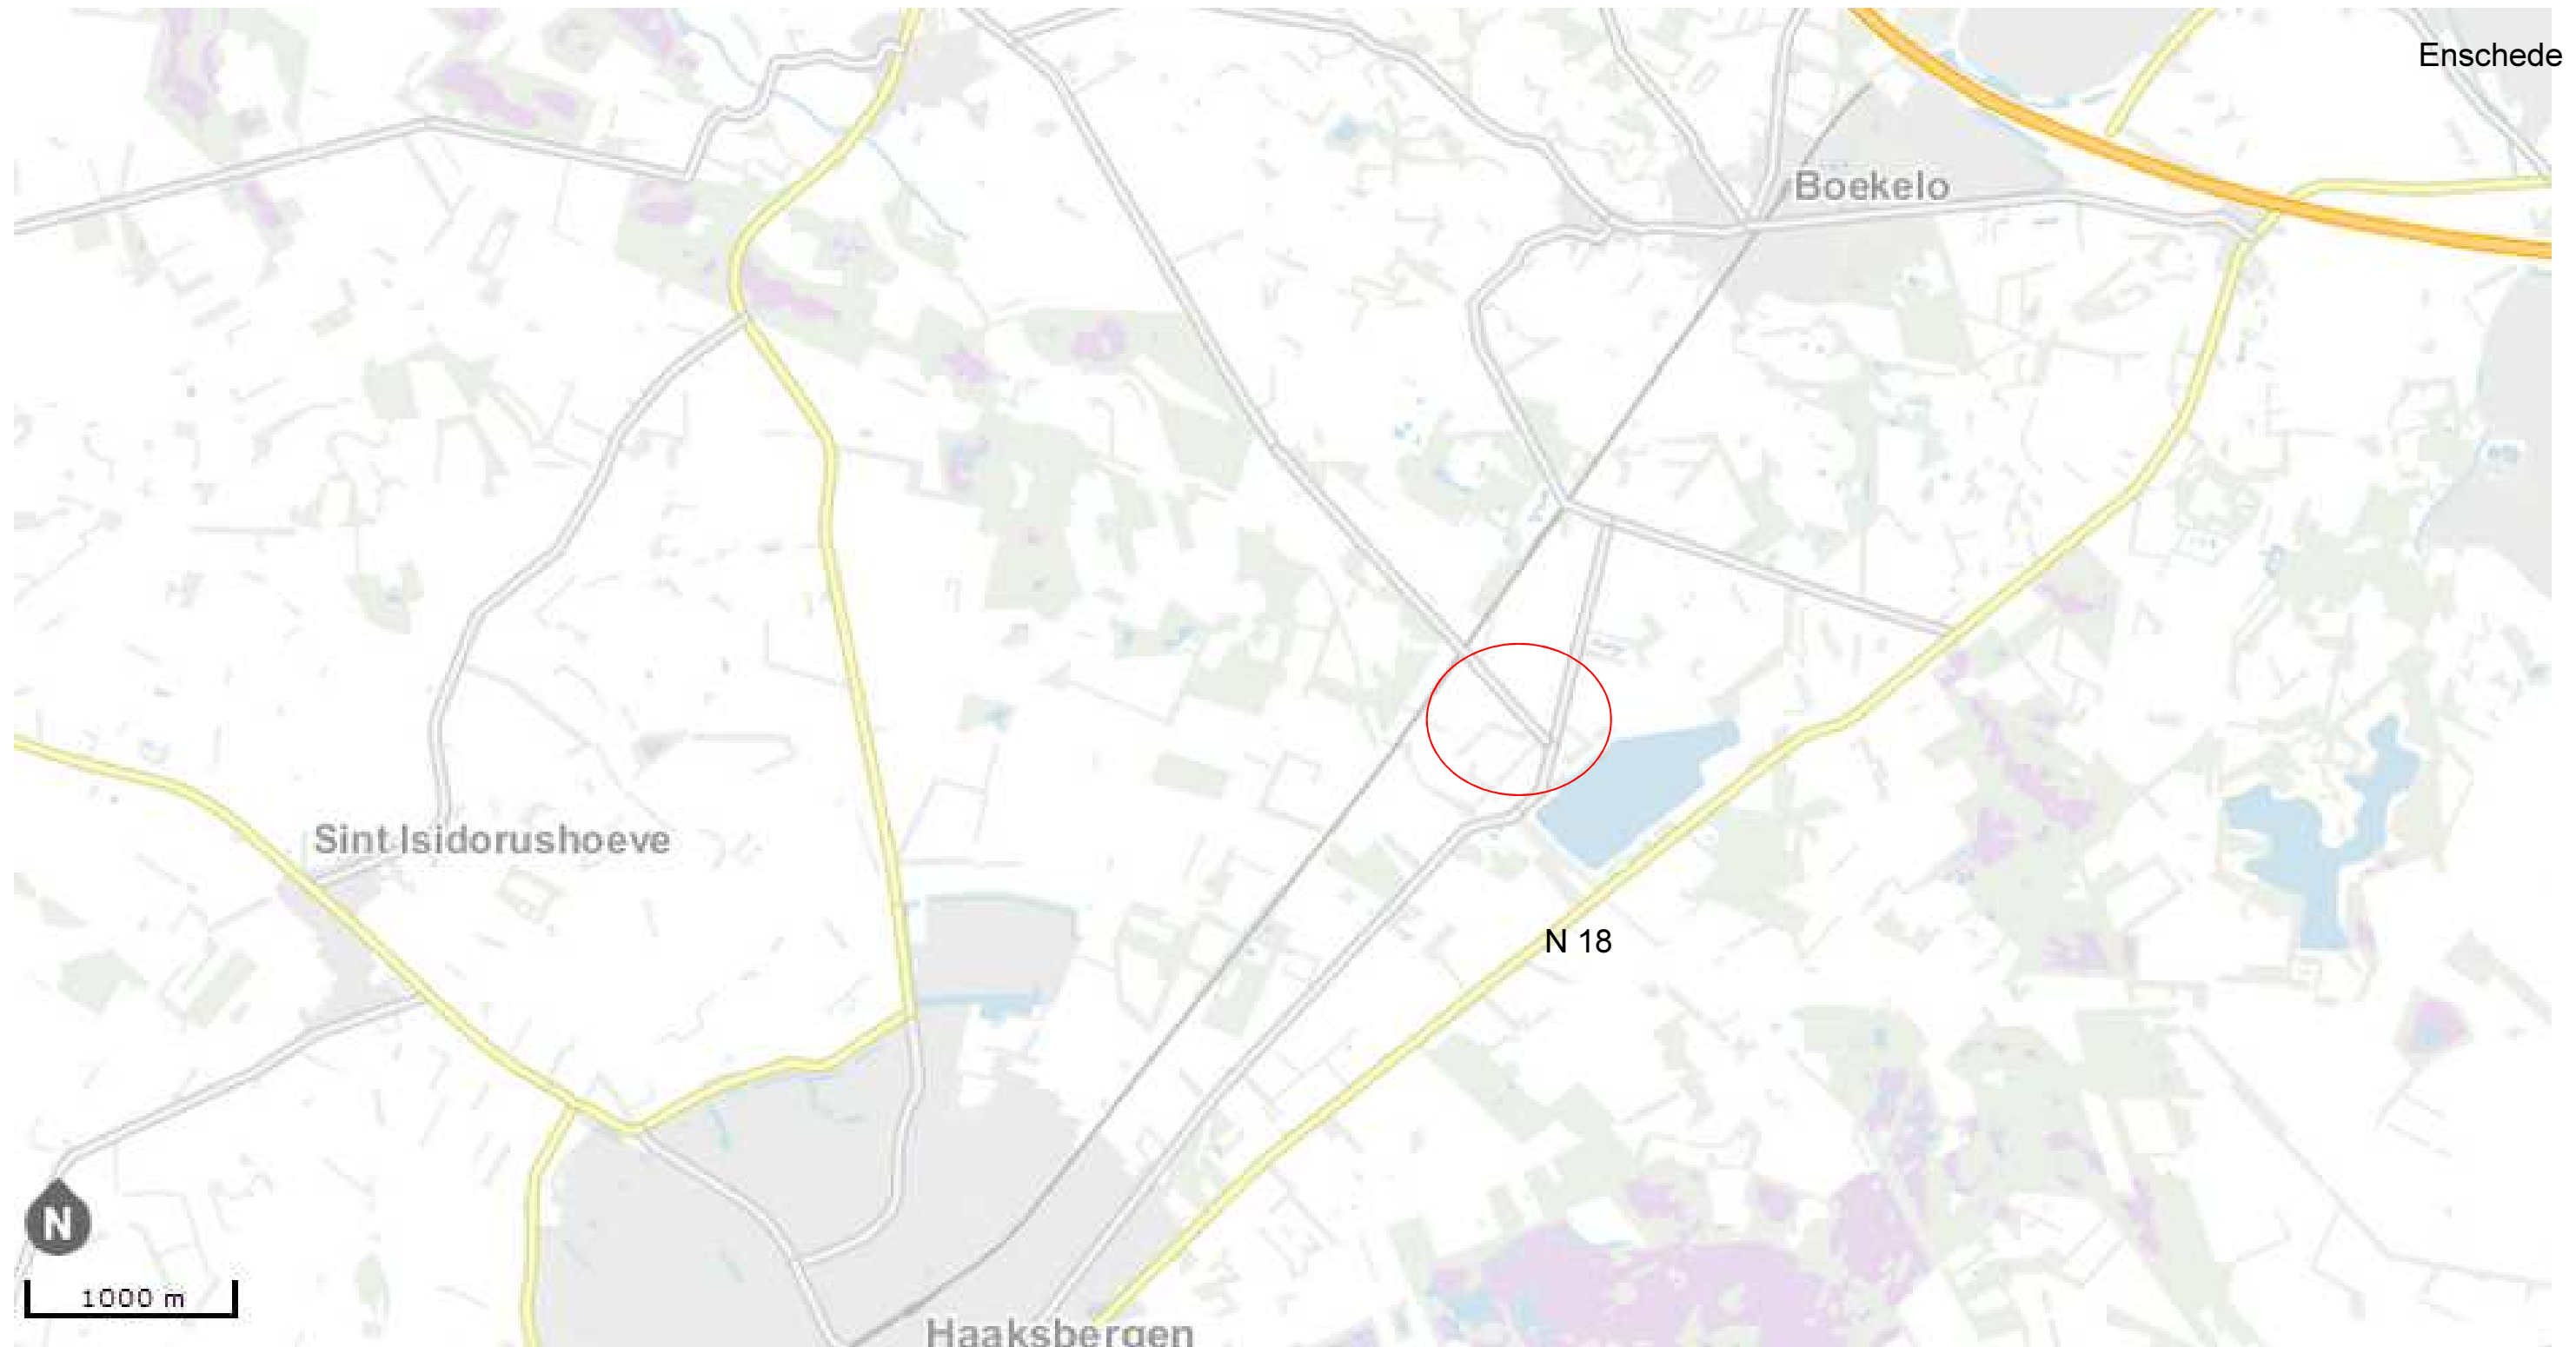 Enschede
Boekelo
Sint Isidorushoeve
N 18
N
1000 m
Haaksbergen